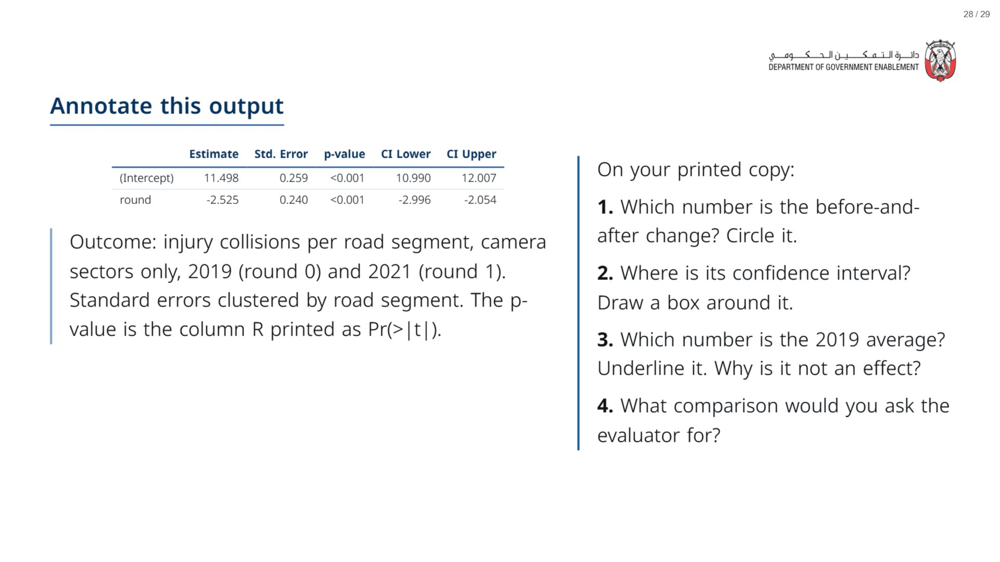 28 / 29
دائرة التمكين الحكومي
DEPARTMENT OF GOVERNMENT ENABLEMENT
Annotate this output
Estimate Std. Error p-value CI Lower CI Upper
(Intercept) 11.498 0.259 <0.001 10.990 12.007
round -2.525 0.240 <0.001 -2.996 -2.054
Outcome: injury collisions per road segment, camera
sectors only, 2019 (round 0) and 2021 (round 1).
Standard errors clustered by road segment. The p-
value is the column R printed as Pr(>|t|).
On your printed copy:
1. Which number is the before-and-
after change? Circle it.
2. Where is its confidence interval?
Draw a box around it.
3. Which number is the 2019 average?
Underline it. Why is it not an effect?
4. What comparison would you ask the
evaluator for?